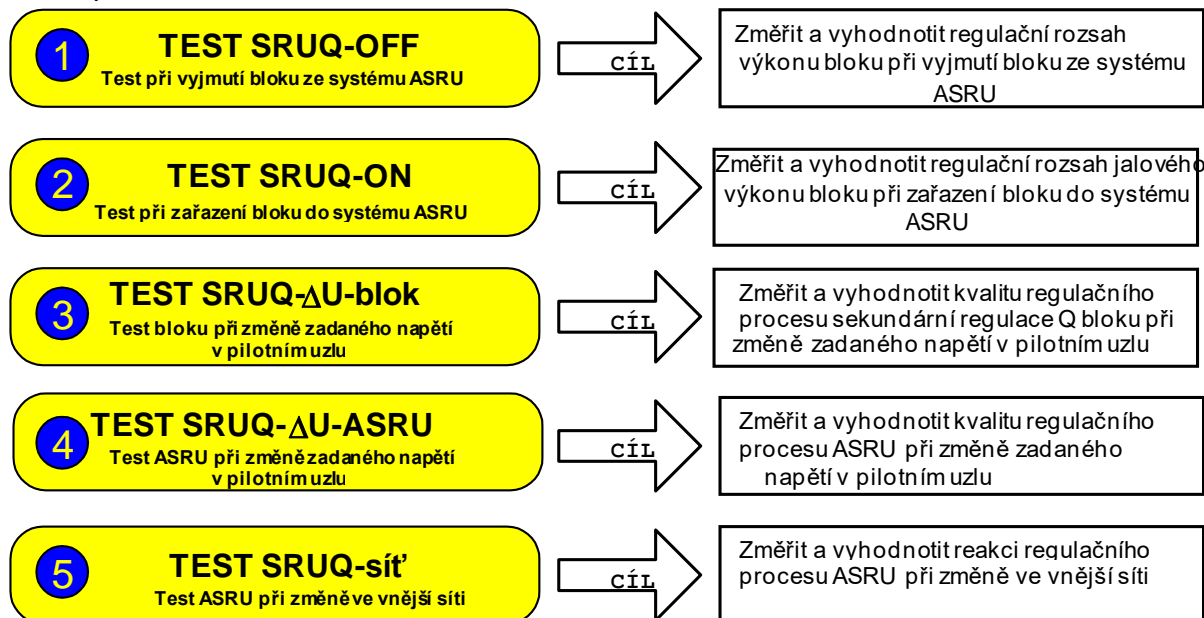 1
TEST SRUQ-OFF
Test při vyjmutí bloku ze systému ASRU
CÍL
Změřit a vyhodnotit regulační rozsah
výkonu bloku při vyjmutí bloku ze systému
ASRU
2
TEST SRUQ-ON
Test při zařazení bloku do systému ASRU
CÍL
Změřit a vyhodnotit regulační rozsah jalového
výkonu bloku při zařazení bloku do systému
ASRU
3
TEST SRUQ-ΔU-blok
Test bloku při změně zadaného napětí
v pilotním uzlu
CÍL
Změřit a vyhodnotit kvalitu regulačního
procesu sekundární regulace Q bloku při
změně zadaného napětí v pilotním uzlu
4
TEST SRUQ-ΔU-ASRU
Test ASRU při změně zadaného napětí
v pilotním uzlu
CÍL
Změřit a vyhodnotit kvalitu regulačního
procesu ASRU při změně zadaného
napětí v pilotním uzlu
5
TEST SRUQ-síť
Test ASRU při změně ve vnější síti
CÍL
Změřit a vyhodnotit reakci regulačního
procesu ASRU při změně ve vnější síti